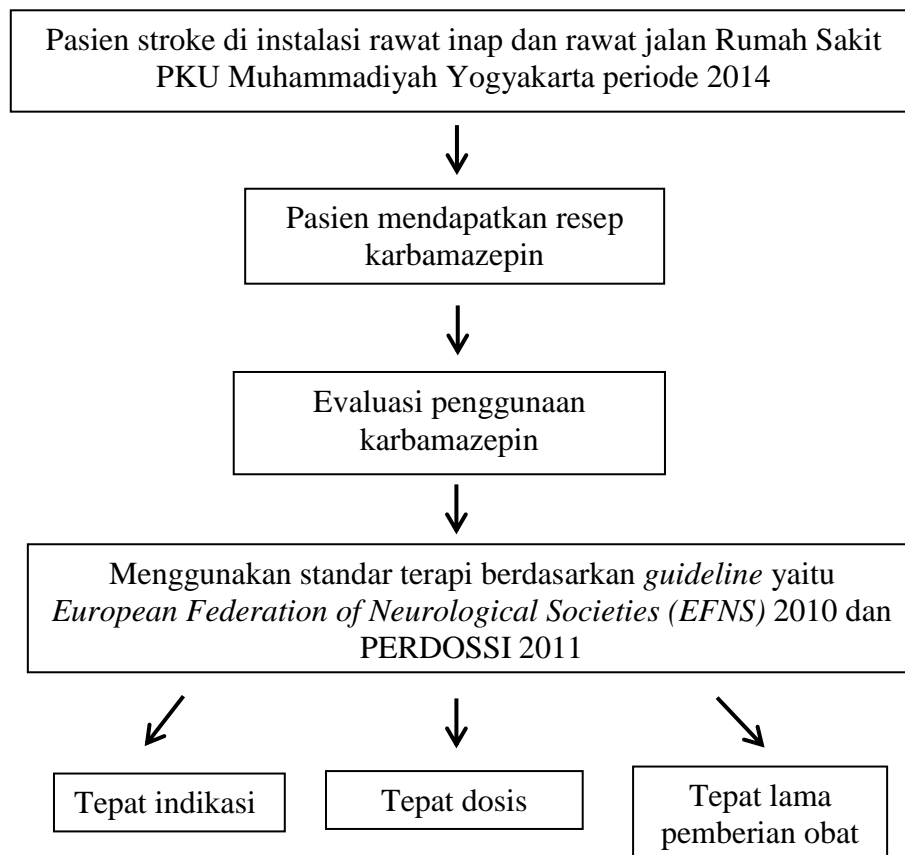 Pasien stroke di instalasi rawat inap dan rawat jalan Rumah Sakit
PKU Muhammadiyah Yogyakarta periode 2014
Pasien mendapatkan resep
karbamazepin
Evaluasi penggunaan
karbamazepin
Menggunakan standar terapi berdasarkan guideline yaitu
European Federation of Neurological Societies (EFNS) 2010 dan
PERDOSSI 2011
Tepat indikasi
Tepat dosis
Tepat lama
pemberian obat